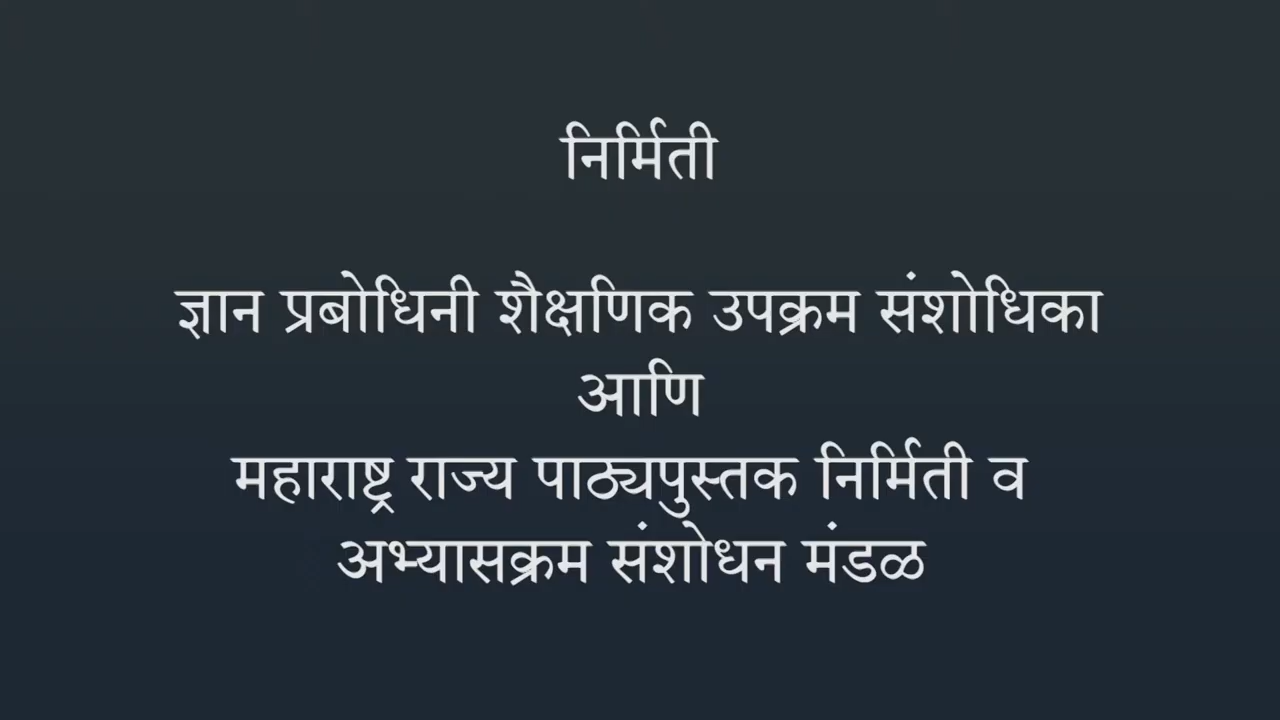 निर्मिती
ज्ञान प्रबोधिनी शैक्षणिक उपक्रम संशोधिका
आणि
महाराष्ट्र राज्य पाठ्यपुस्तक निर्मिती व
अभ्यासक्रम संशोधन मंडळ